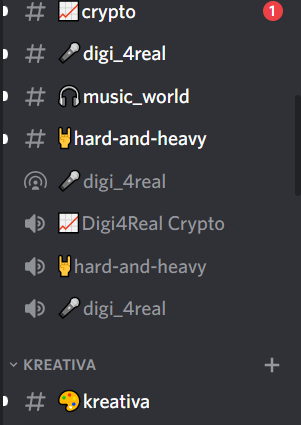 # 📈crypto 1
# 🎤digi_4real
# 🎧music_world
# 🤘hard-and-heavy
🎤digi_4real
📈Digi4Real Crypto
🤘hard-and-heavy
🎤digi_4real
KREATIVA +
# 🎨kreativa